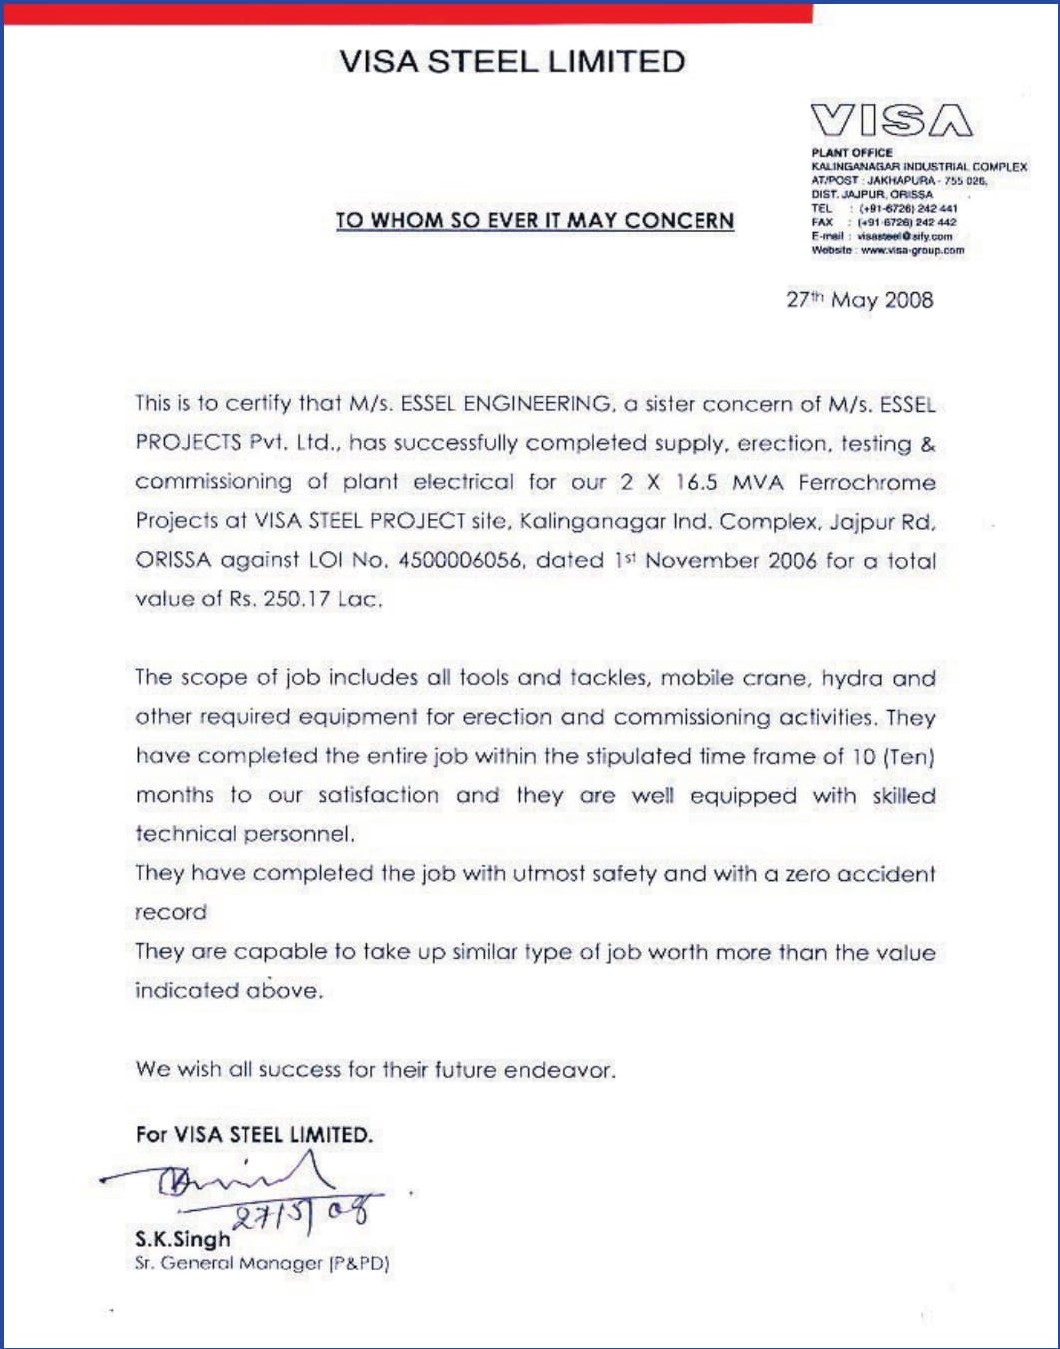 VISA STEEL LIMITED
VISA
PLANT OFFICE
KALINGANAGAR INDUSTRIAL COMPLEX
AT/POST : JAKHAPURA - 755 026,
DIST. JAJPUR, ORISSA
TEL : (+91-6726) 242 441
FAX : (+91-6726) 242 442
E-mail : visasteel@sify.com
Website : www.visa-group.com
TO WHOM SO EVER IT MAY CONCERN
27th May 2008
This is to certify that M/s. ESSEL ENGINEERING, a sister concern of M/s. ESSEL
PROJECTS Pvt. Ltd., has successfully completed supply, erection, testing &
commissioning of plant electrical for our 2 X 16.5 MVA Ferrochrome
Projects at VISA STEEL PROJECT site, Kalinganagar Ind. Complex, Jajpur Rd,
ORISSA against LOI No. 4500006056, dated 1st November 2006 for a total
value of Rs. 250.17 Lac.
The scope of job includes all tools and tackles, mobile crane, hydra and
other required equipment for erection and commissioning activities. They
have completed the entire job within the stipulated time frame of 10 (Ten)
months to our satisfaction and they are well equipped with skilled
technical personnel.
They have completed the job with utmost safety and with a zero accident
record
They are capable to take up similar type of job worth more than the value
indicated above.
We wish all success for their future endeavor.
For VISA STEEL LIMITED.
27/5/08
S.K.Singh
Sr. General Manager (P&PD)